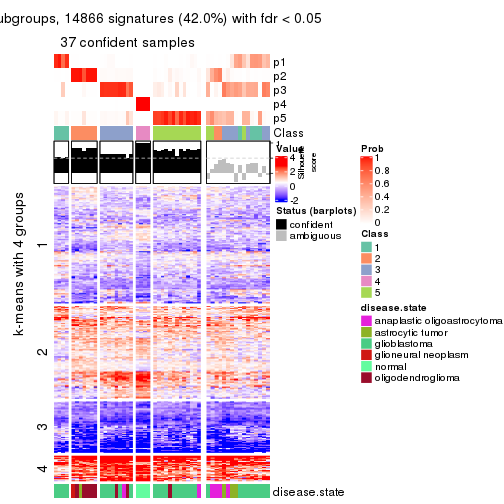 ubgroups, 14866 signatures (42.0%) with fdr < 0.05
37 confident samples
p1
p2
p3
p4
p5
Class
1
2
3
4
k-means with 4 groups
disease.state
Value
4
2
0
-2
Silhouette
score
Status (barplots)
confident
ambiguous
Prob
1
0.8
0.6
0.4
0.2
0
Class
1
2
3
4
5
disease.state
anaplastic oligoastrocytoma
astrocytic tumor
glioblastoma
glioneural neoplasm
normal
oligodendroglioma